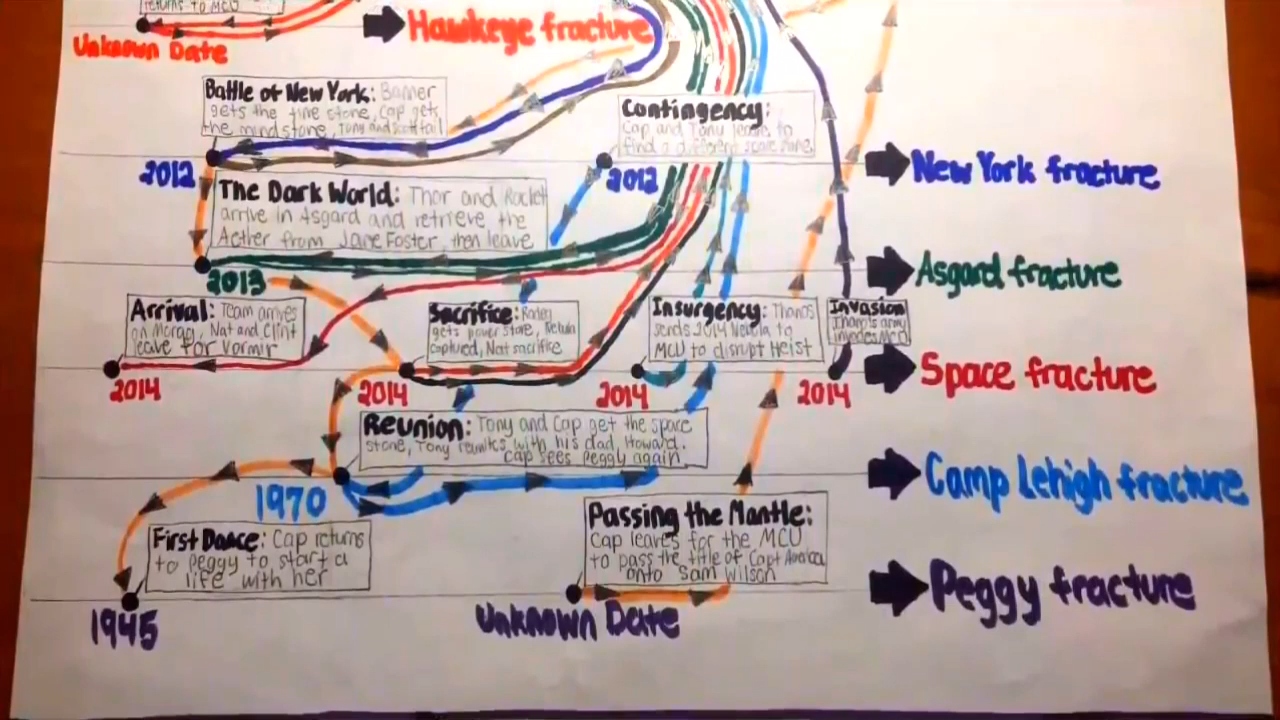 returns to MCU
Unknown Date
Hawkeye fracture
Battle of New York: Banner
gets the time stone, Cap gets
the mind stone, Tony and Scott fail
2012
Contingency:
Cap and Tony
to
find a different
2012
New York fracture
The Dark World: Thor and Rocket
arrive in Asgard and retrieve the
Aether from Jane Foster, then leave
2013
Asgard fracture
Arrival: Team arrives
on Morag, Nat and Clint
leave for Vormir
2014
Sacrifice: Rodey
gets power stone, Nebula
captured, Nat sacrifice
2014
Insurgency: Thanos
sends 2014 Nebula to
MCU to disrupt Heist
2014
Invasion
Thanos army
invades MCU
2014
Space fracture
Reunion: Tony and Cap get the space
stone, Tony reunites with his dad, Howard.
Cap sees Peggy again.
1970
Camp Lehigh fracture
First Dance: Cap returns
to Peggy to start a
life with her
1945
Passing the Mantle:
Cap leaves for the MCU
to pass the title of Capt America
onto Sam Wilson
Unknown Date
Peggy fracture